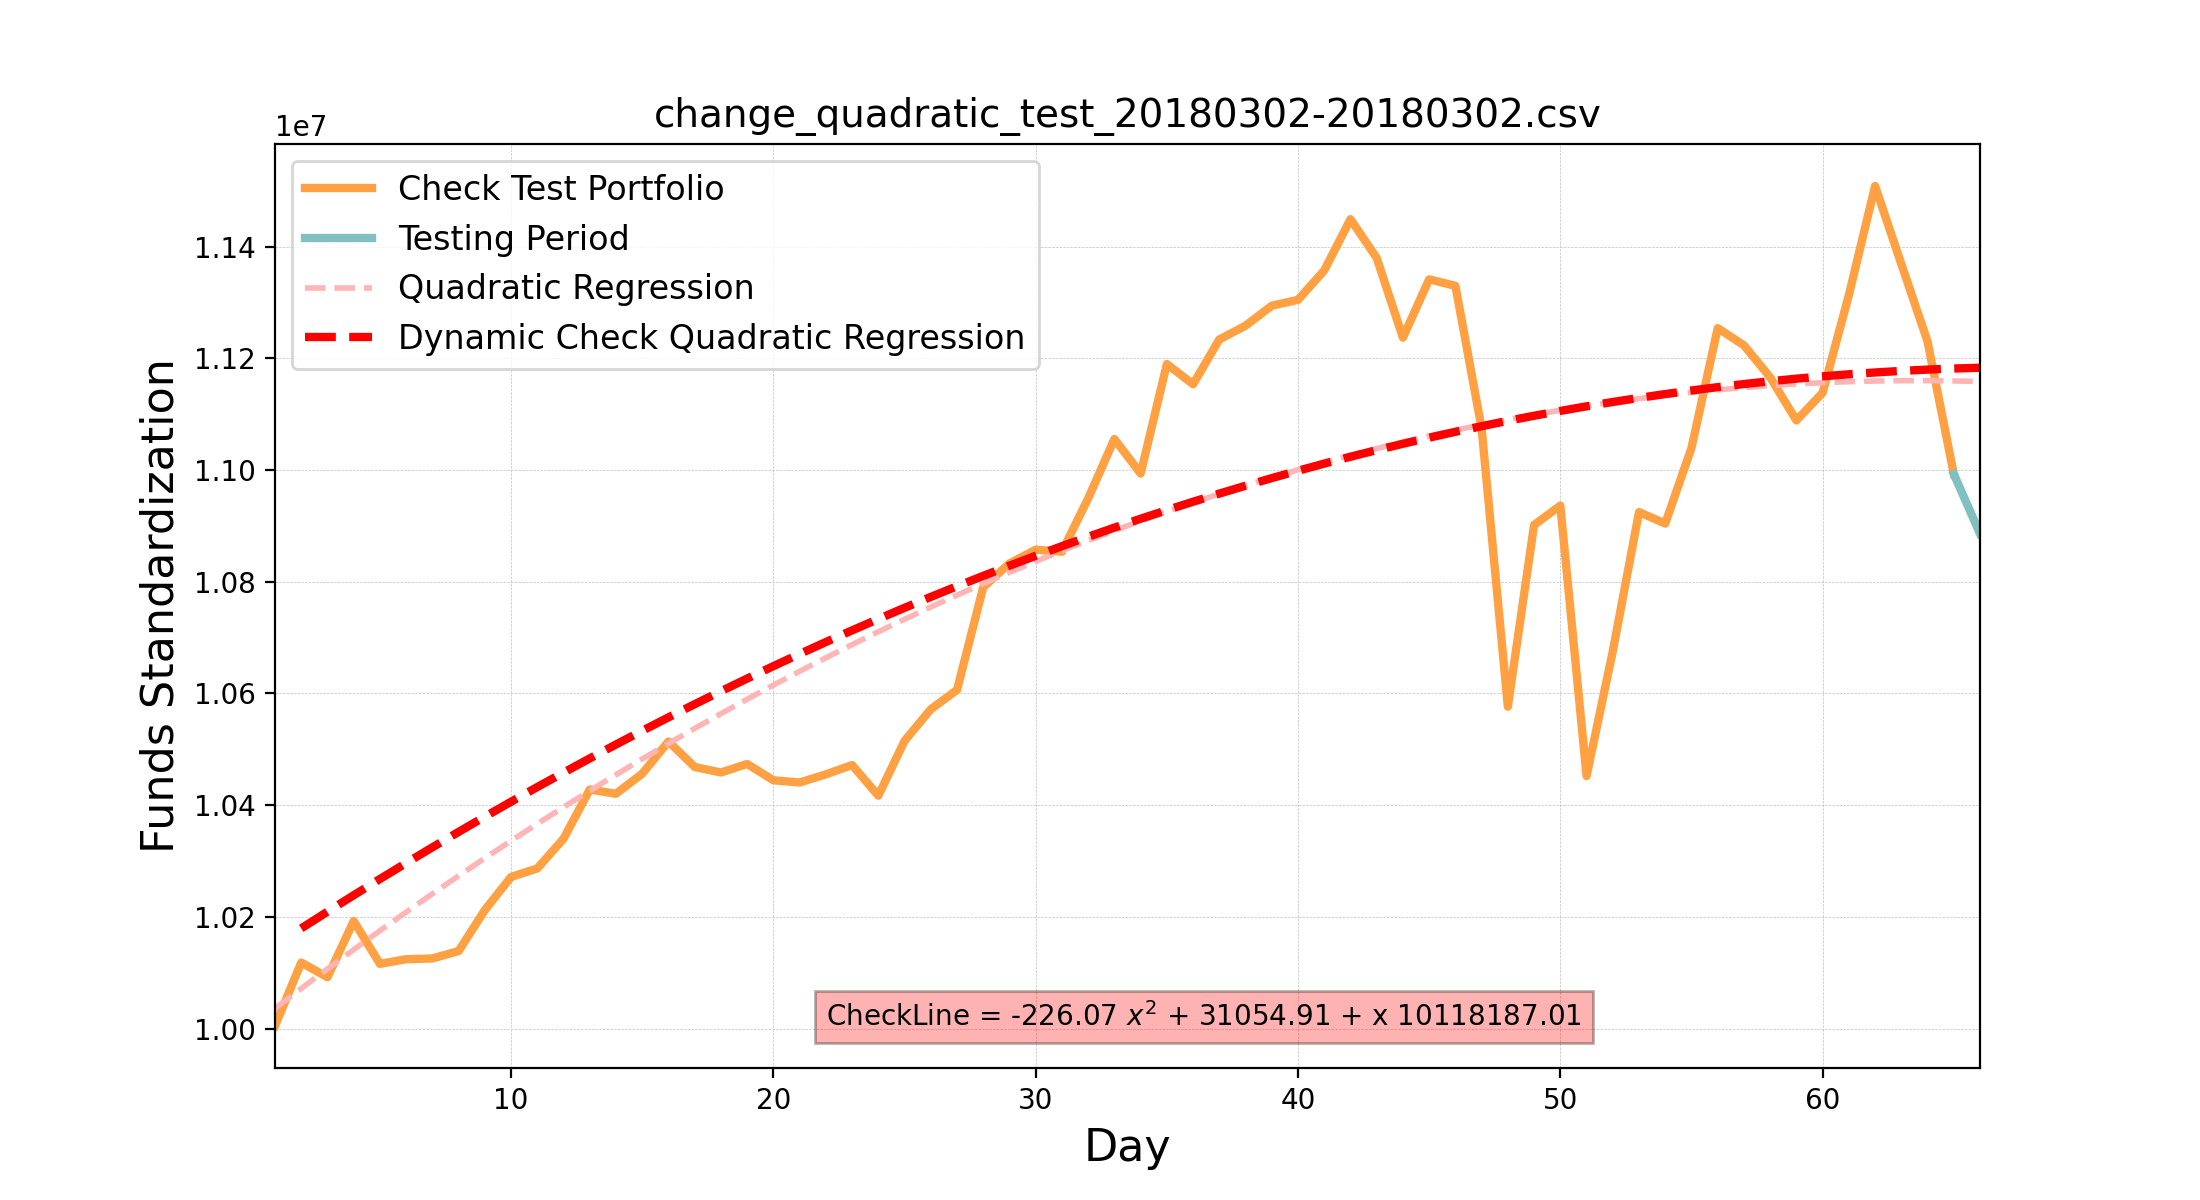 change_quadratic_test_20180302-20180302.csv
1e7
Check Test Portfolio
Testing Period
Quadratic Regression
Dynamic Check Quadratic Regression
1.14
1.12
1.10
1.08
1.06
1.04
1.02
1.00
Funds Standardization
CheckLine = -226.07 x² + 31054.91 + x 10118187.01
10 20 30 40 50 60
Day